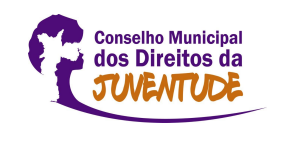 Conselho Municipal
dos Direitos da
JUVENTUDE